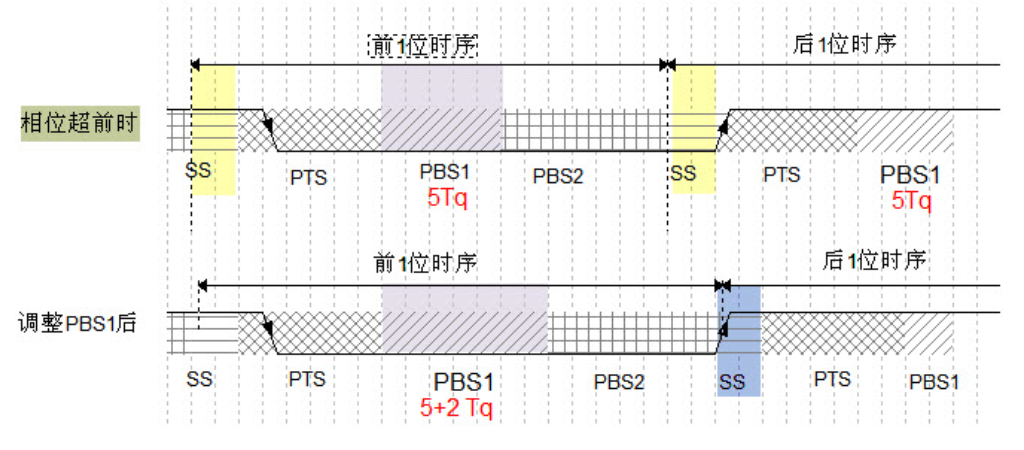 前1位时序 后1位时序
相位超前时
SS PTS PBS1 PBS2 SS PTS PBS1
5Tq 5Tq
前1位时序 后1位时序
调整PBS1后
SS PTS PBS1 PBS2 SS PTS PBS1
5+2 Tq